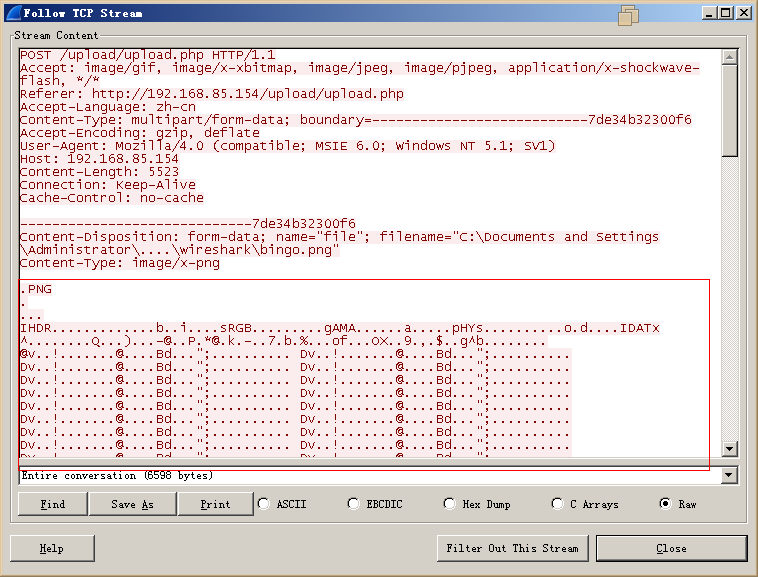 Follow TCP Stream
Stream Content
POST /upload/upload.php HTTP/1.1
Accept: image/gif, image/x-xbitmap, image/jpeg, image/pjpeg, application/x-shockwave-
flash, */*
Referer: http://192.168.85.154/upload/upload.php
Accept-Language: zh-cn
Content-Type: multipart/form-data; boundary=---------------------------7de34b32300f6
Accept-Encoding: gzip, deflate
User-Agent: Mozilla/4.0 (compatible; MSIE 6.0; Windows NT 5.1; SV1)
Host: 192.168.85.154
Content-Length: 5523
Connection: Keep-Alive
Cache-Control: no-cache
-----------------------------7de34b32300f6
Content-Disposition: form-data; name="file"; filename="C:\Documents and Settings
\Administrator\....\wireshark\bingo.png"
Content-Type: image/x-png
.PNG
.
...
IHDR.............b..i....sRGB.........gAMA......a.....pHYs..........o.d....IDATx
^........Q...)...-@..P.*@.k.-..7.b.%...of...OX..9.,.$..g^b........
@v..!.......@....Bd...";.......... Dv..!.......@....Bd...";..........
Dv..!.......@....Bd...";.......... Dv..!.......@....Bd...";..........
Dv..!.......@....Bd...";.......... Dv..!.......@....Bd...";..........
Dv..!.......@....Bd...";.......... Dv..!.......@....Bd...";..........
Dv..!.......@....Bd...";.......... Dv..!.......@....Bd...";..........
Dv..!.......@....Bd...";.......... Dv..!.......@....Bd...";..........
Dv..!.......@....Bd...";.......... Dv..!.......@....Bd...";..........
Dv..!.......@....Bd...";.......... Dv..!.......@....Bd...";..........
Entire conversation (6598 bytes)
Find
Save As
Print
ASCII
EBCDIC
Hex Dump
C Arrays
Raw
Help
Filter Out This Stream
Close